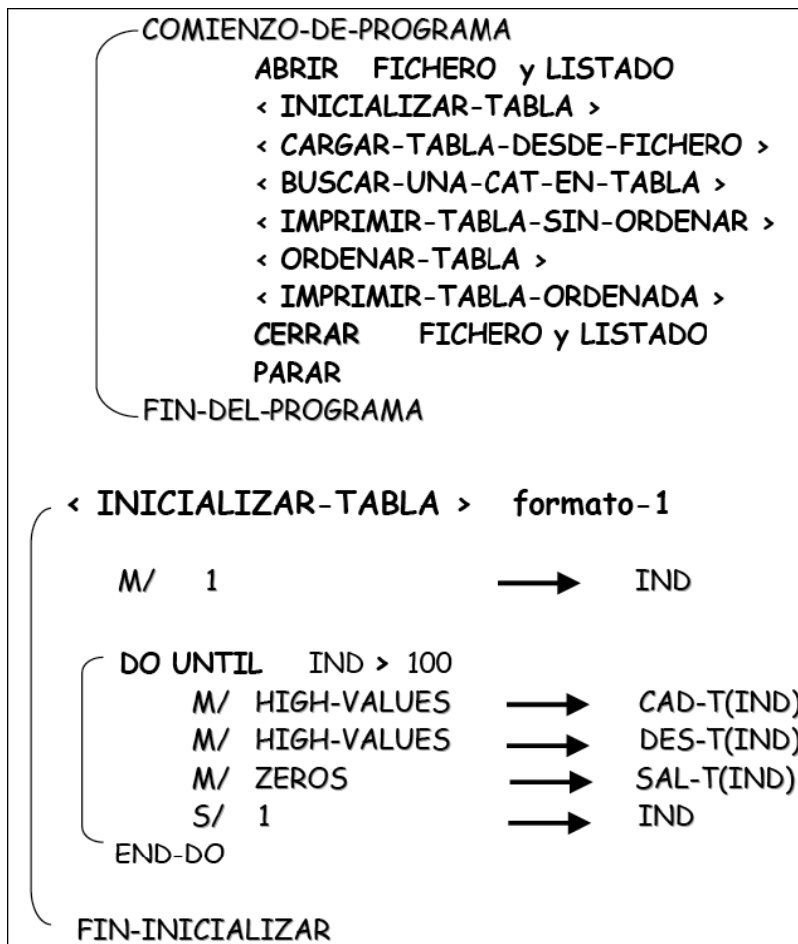 COMIENZO-DE-PROGRAMA
ABRIR FICHERO y LISTADO
< INICIALIZAR-TABLA >
< CARGAR-TABLA-DESDE-FICHERO >
< BUSCAR-UNA-CAT-EN-TABLA >
< IMPRIMIR-TABLA-SIN-ORDENAR >
< ORDENAR-TABLA >
< IMPRIMIR-TABLA-ORDENADA >
CERRAR FICHERO y LISTADO
PARAR
FIN-DEL-PROGRAMA
< INICIALIZAR-TABLA > formato-1
M/ 1 IND
DO UNTIL IND > 100
M/ HIGH-VALUES CAD-T(IND)
M/ HIGH-VALUES DES-T(IND)
M/ ZEROS SAL-T(IND)
S/ 1 IND
END-DO
FIN-INICIALIZAR